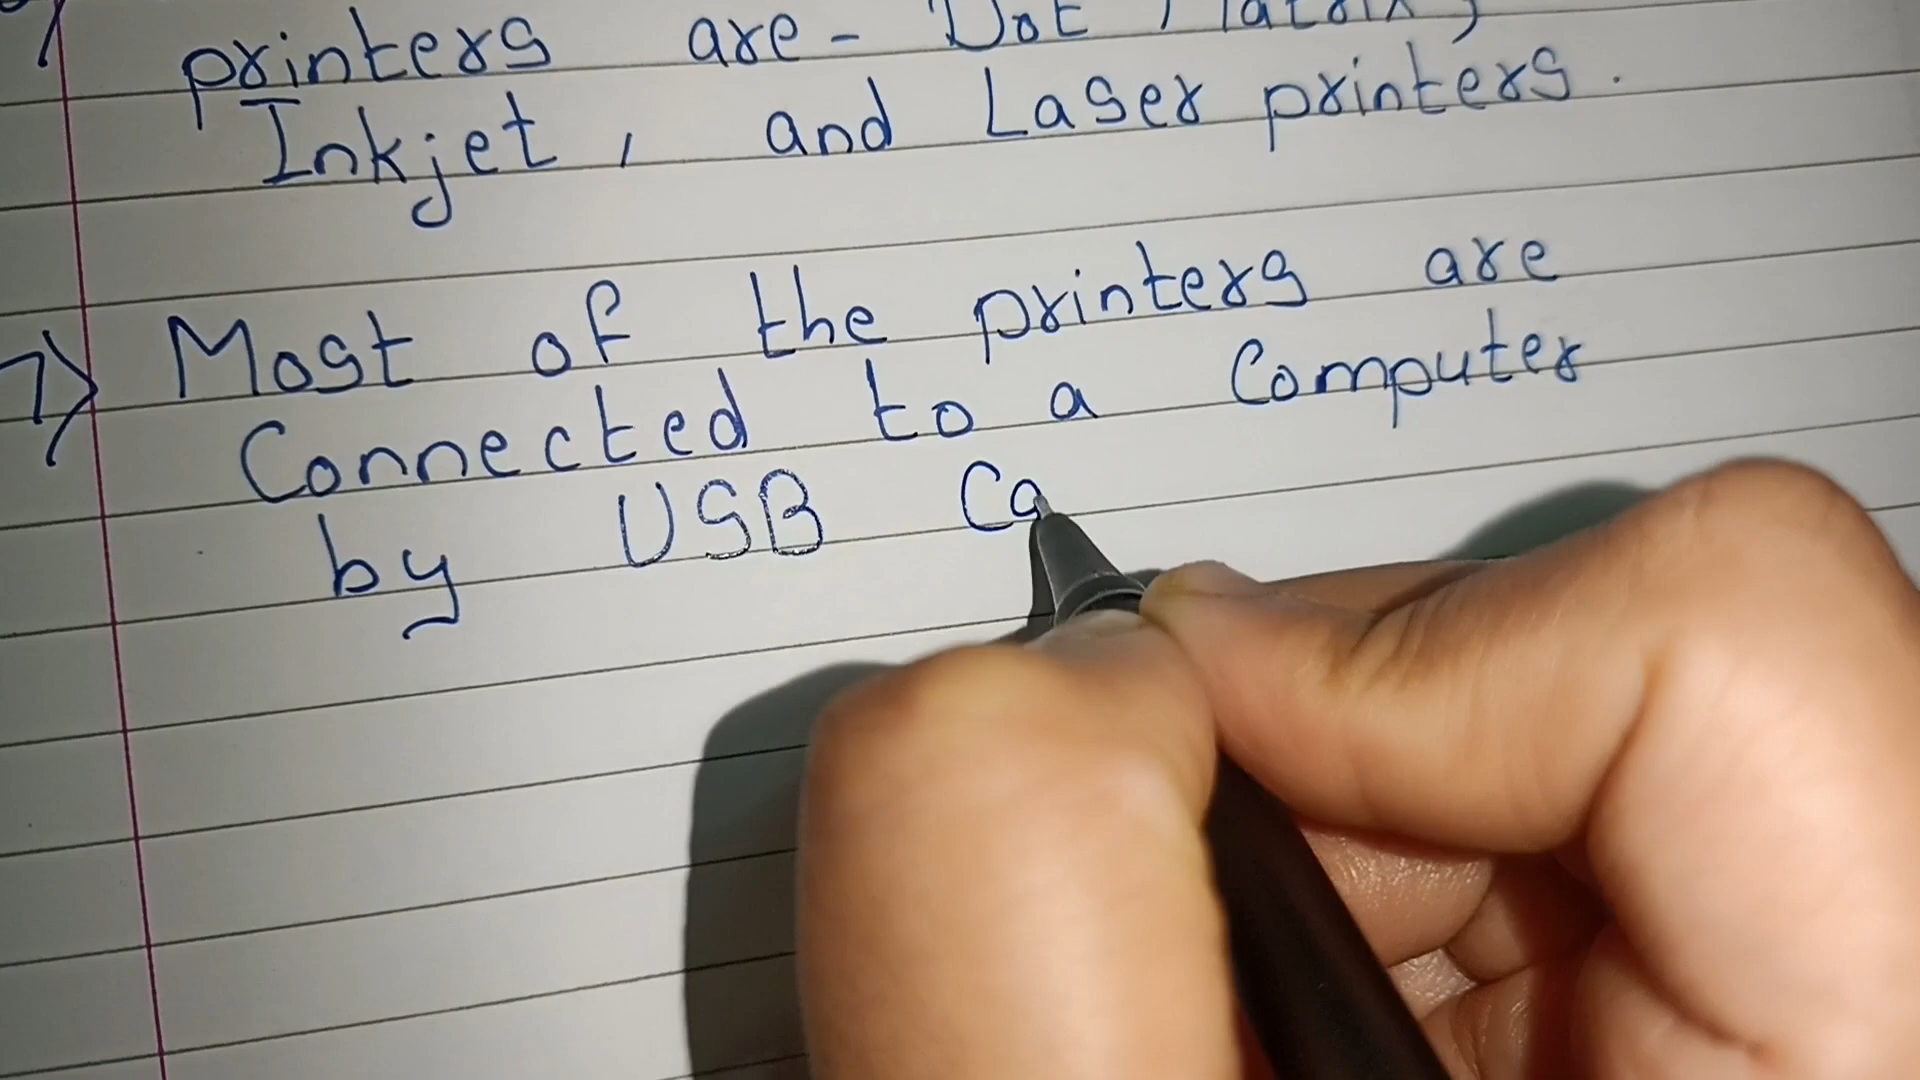 printers are - Dot Matrix,
Inkjet, and Laser printers.
7) Most of the printers are
Connected to a Computer
by USB Ca